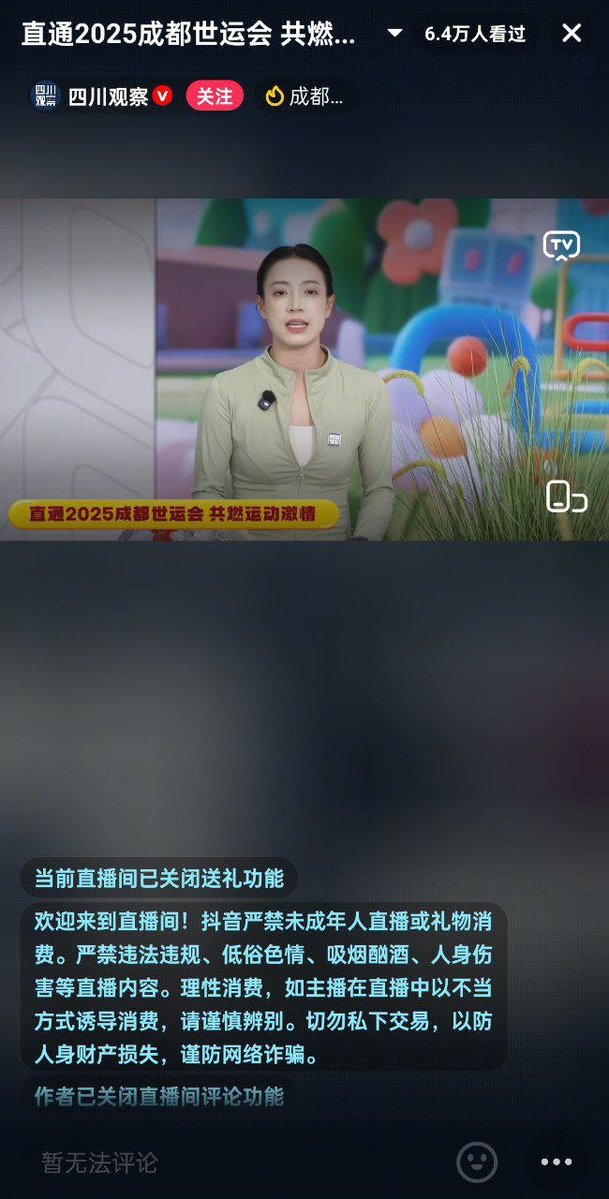 直通2025成都世运会 共燃...
6.4万人看过
四川观察
四川观察
关注
成都...
TV
直通2025成都世运会 共燃运动激情
当前直播间已关闭送礼功能
欢迎来到直播间！抖音严禁未成年人直播或礼物消
费。严禁违法违规、低俗色情、吸烟酗酒、人身伤
害等直播内容。理性消费，如主播在直播中以不当
方式诱导消费，请谨慎辨别。切勿私下交易，以防
人身财产损失，谨防网络诈骗。
作者已关闭直播间评论功能
暂无法评论